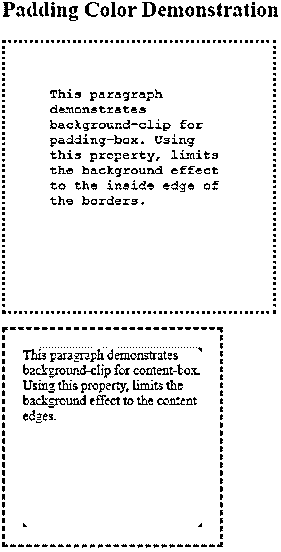 Padding Color Demonstration
This paragraph
demonstrates
background-clip for
padding-box. Using
this property, limits
the background effect
to the inside edge of
the borders.
This paragraph demonstrates
background-clip for content-box.
Using this property, limits the
background effect to the content
edges.